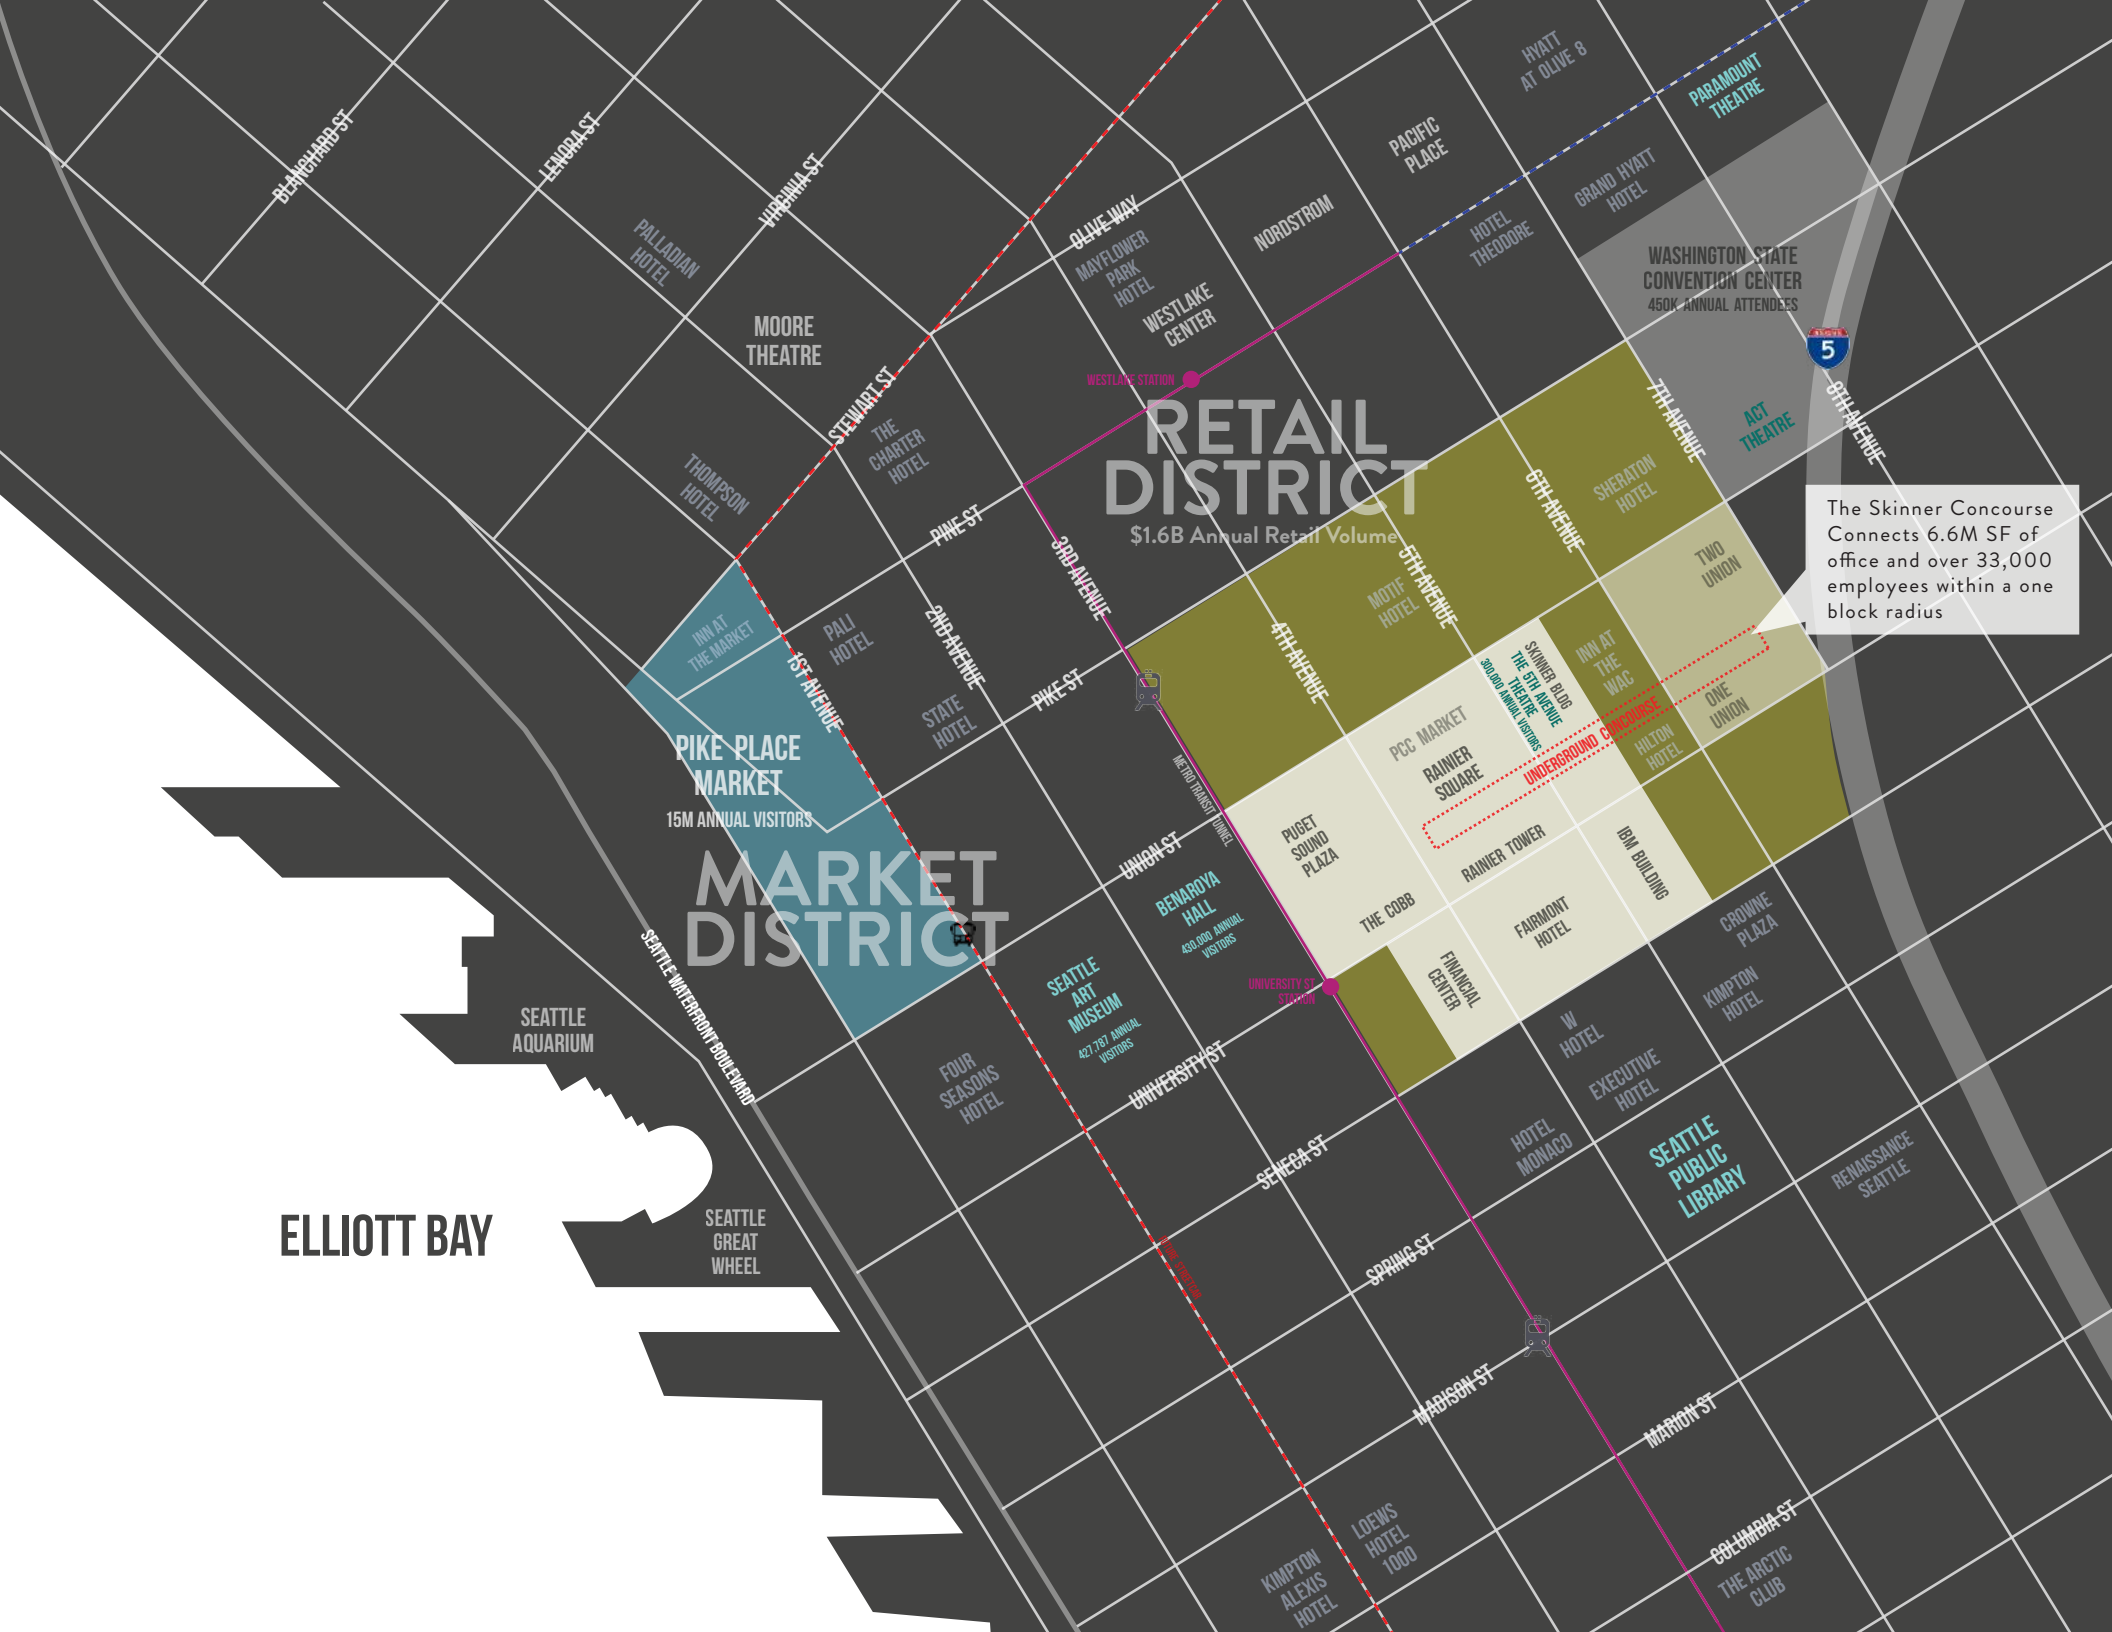 BLANCHARD ST
LENORA ST
VIRGINIA ST
PALLADIAN
HOTEL
MOORE
THEATRE
STEWART ST
THOMPSON
HOTEL
THE
CHARTER
HOTEL
OLIVE WAY
MAYFLOWER
PARK
HOTEL
WESTLAKE
CENTER
NORDSTROM
PACIFIC
PLACE
HYATT
AT OLIVE 8
PARAMOUNT
THEATRE
GRAND HYATT
HOTEL
HOTEL
THEODORE
WASHINGTON STATE
CONVENTION CENTER
450K ANNUAL ATTENDEES
INTERSTATE
5
WESTLAKE STATION
RETAIL
DISTRICT
$1.6B Annual Retail Volume
7TH AVENUE
ACT
THEATRE
8TH AVENUE
6TH AVENUE
SHERATON
HOTEL
5TH AVENUE
MOTIF
HOTEL
4TH AVENUE
3RD AVENUE
2ND AVENUE
1ST AVENUE
PINE ST
PIKE ST
The Skinner Concourse
Connects 6.6M SF of
office and over 33,000
employees within a one
block radius
TWO
UNION
ONE
UNION
INN AT
THE
WAC
HILTON
HOTEL
SKINNER BLDG
THE 5TH AVENUE
THEATRE
300,000 ANNUAL VISITORS
UNDERGROUND CONCOURSE
PCC MARKET
RAINIER
SQUARE
PUGET
SOUND
PLAZA
RAINIER TOWER
IBM BUILDING
THE COBB
FAIRMONT
HOTEL
FINANCIAL
CENTER
INN AT
THE MARKET
PALI
HOTEL
STATE
HOTEL
PIKE PLACE
MARKET
15M ANNUAL VISITORS
MARKET
DISTRICT
METRO TRANSIT TUNNEL
UNION ST
BENAROYA
HALL
430,000 ANNUAL
VISITORS
SEATTLE
ART
MUSEUM
427,787 ANNUAL
VISITORS
UNIVERSITY ST
STATION
UNIVERSITY ST
SENECA ST
SPRING ST
MADISON ST
MARION ST
COLUMBIA ST
CROWNE
PLAZA
KIMPTON
HOTEL
W
HOTEL
EXECUTIVE
HOTEL
HOTEL
MONACO
SEATTLE
PUBLIC
LIBRARY
RENAISSANCE
SEATTLE
SEATTLE WATERFRONT BOULEVARD
SEATTLE
AQUARIUM
FOUR
SEASONS
HOTEL
ELLIOTT BAY
SEATTLE
GREAT
WHEEL
LOEWS
HOTEL
1000
KIMPTON
ALEXIS
HOTEL
THE ARCTIC
CLUB